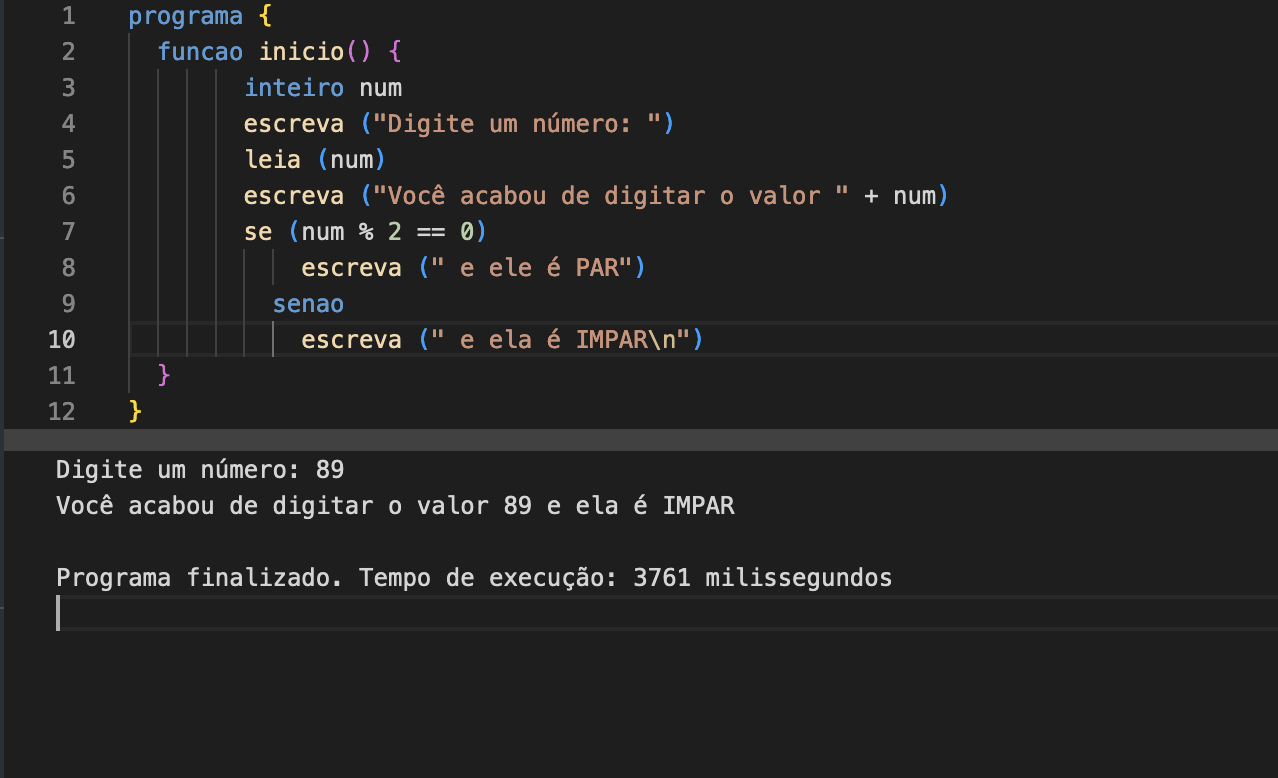 1 programa {
2 funcao inicio() {
3 inteiro num
4 escreva ("Digite um número: ")
5 leia (num)
6 escreva ("Você acabou de digitar o valor " + num)
7 se (num % 2 == 0)
8 escreva (" e ele é PAR")
9 senao
10 escreva (" e ela é IMPAR\n")
11 }
12 }
Digite um número: 89
Você acabou de digitar o valor 89 e ela é IMPAR
Programa finalizado. Tempo de execução: 3761 milissegundos